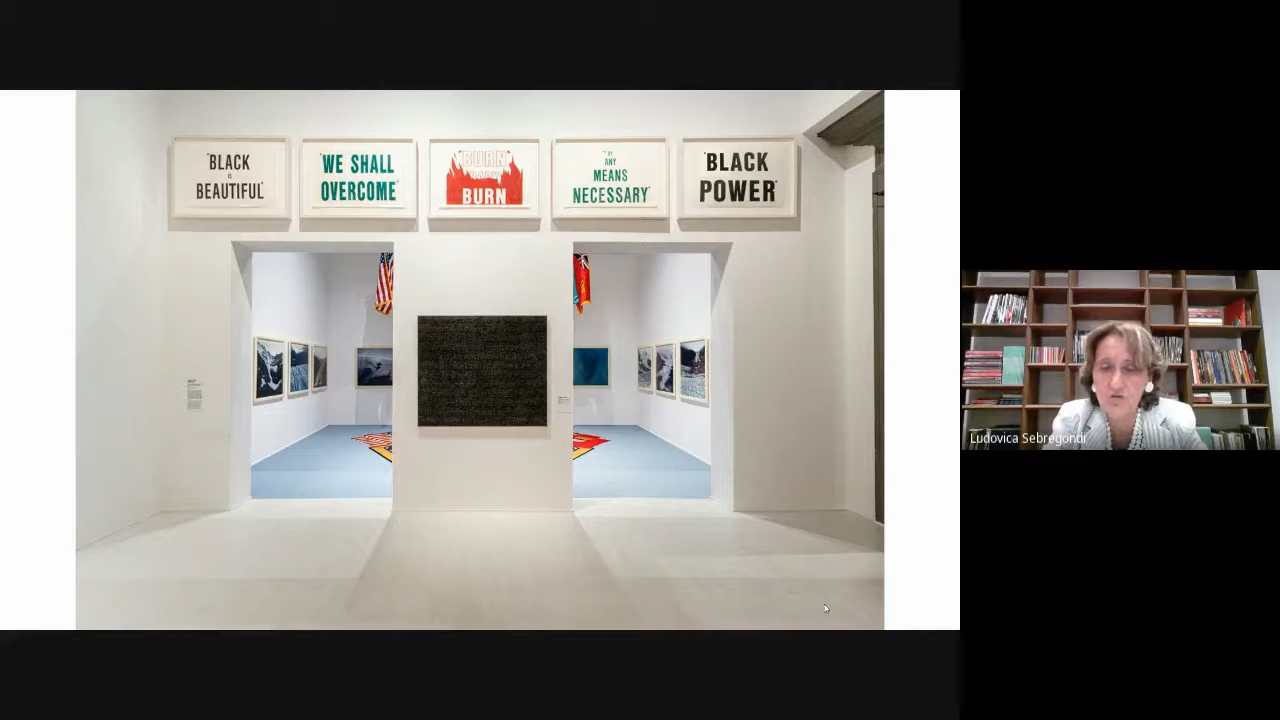 "BLACK
is
BEAUTIFUL"
"WE SHALL
OVERCOME"
"BURN
BABY
BURN
"BY
ANY
MEANS
NECESSARY"
"BLACK
POWER"
Ludovica Sebregondi